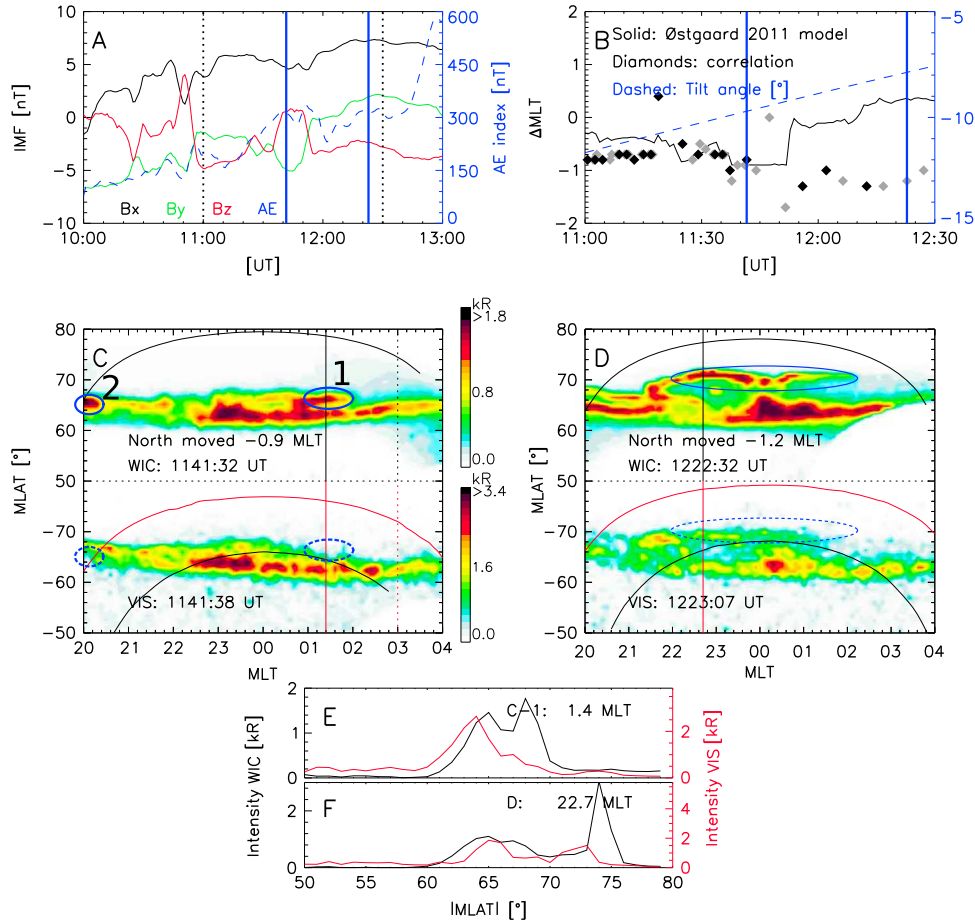 A
IMF [nT]
10
5
0
-5
-10
600
450
300
150
0
AE index [nT]
Bx By Bz AE
10:00 11:00 12:00 13:00
[UT]
B
Solid: Østgaard 2011 model
Diamonds: correlation
Dashed: Tilt angle [°]
ΔMLT
2
1
0
-1
-2
-5
-10
-15
11:00 11:30 12:00 12:30
[UT]
C
2
1
North moved -0.9 MLT
WIC: 1141:32 UT
VIS: 1141:38 UT
MLAT [°]
80
70
60
50
-70
-60
-50
20 21 22 23 00 01 02 03 04
MLT
kR
>1.8
0.8
0.0
kR
>3.4
1.6
0.0
D
North moved -1.2 MLT
WIC: 1222:32 UT
VIS: 1223:07 UT
MLAT [°]
80
70
60
50
-70
-60
-50
20 21 22 23 00 01 02 03 04
MLT
E
C-1: 1.4 MLT
2
1
0
2
0
F
D: 22.7 MLT
2
0
4
2
0
Intensity WIC [kR]
Intensity VIS [kR]
50 55 60 65 70 75 80
|MLAT| [°]